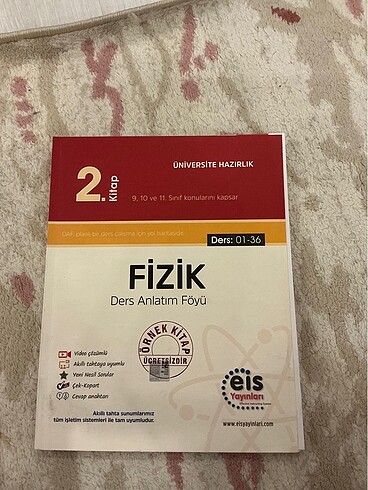 ÜNİVERSİTE HAZIRLIK
2. Kitap
9, 10 ve 11. Sınıf konularını kapsar
Ders: 01-36
FİZİK
Ders Anlatım Föyü
ÖRNEK KİTAP
ÜCRETSİZDİR
Video çözümlü
Akıllı tahtaya uyumlu
Yeni Nesil Sorular
Çek-Kopart
Cevap anahtarı
eis
Yayınları
Akıllı tahta sunumlarımız
tüm işletim sistemleri ile tam uyumludur.
www.eisyayinlari.com